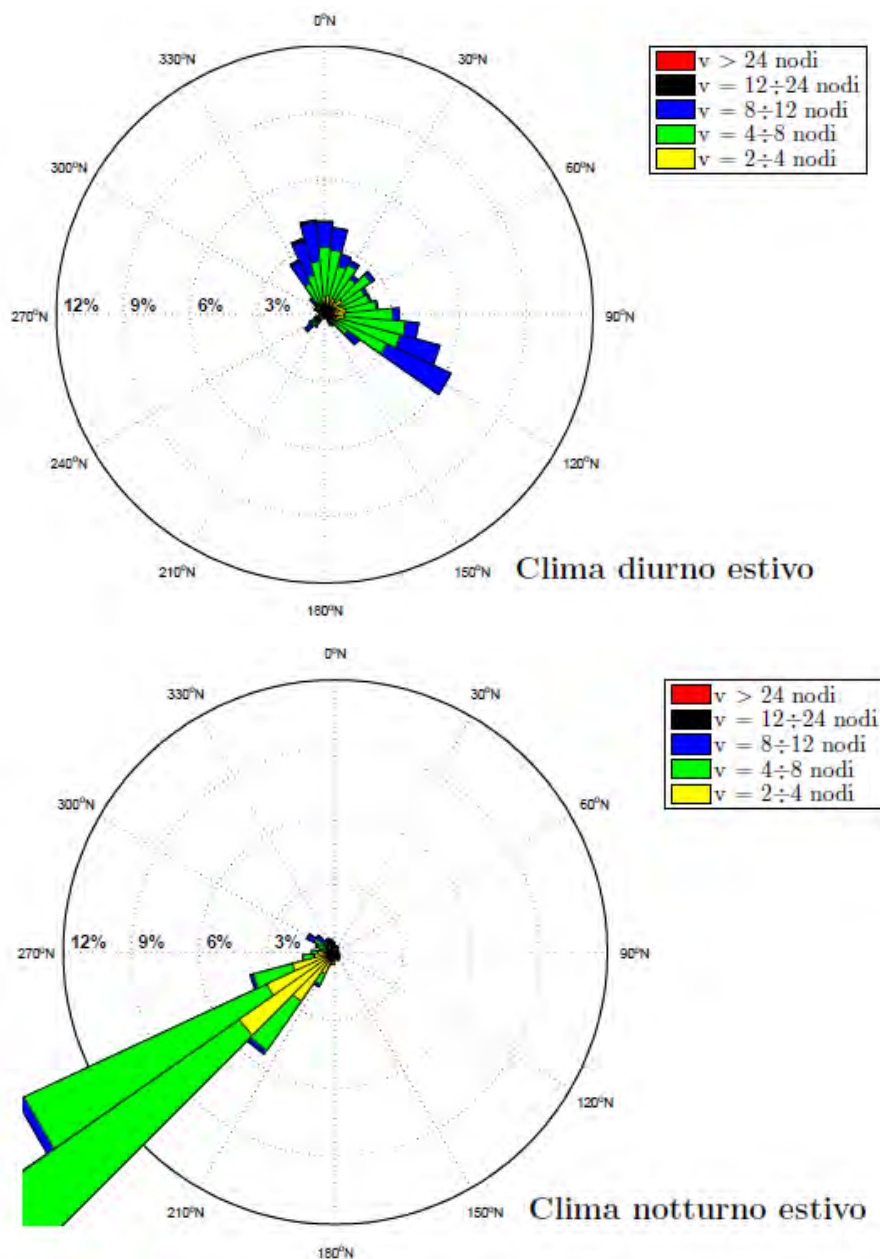 0°N
330°N
30°N
v > 24 nodi
v = 12÷24 nodi
v = 8÷12 nodi
v = 4÷8 nodi
v = 2÷4 nodi
300°N
60°N
270°N
12%
9%
6%
3%
90°N
240°N
120°N
210°N
150°N
Clima diurno estivo
180°N
0°N
330°N
30°N
v > 24 nodi
v = 12÷24 nodi
v = 8÷12 nodi
v = 4÷8 nodi
v = 2÷4 nodi
300°N
60°N
270°N
12%
9%
6%
3%
90°N
120°N
210°N
150°N
Clima notturno estivo
180°N